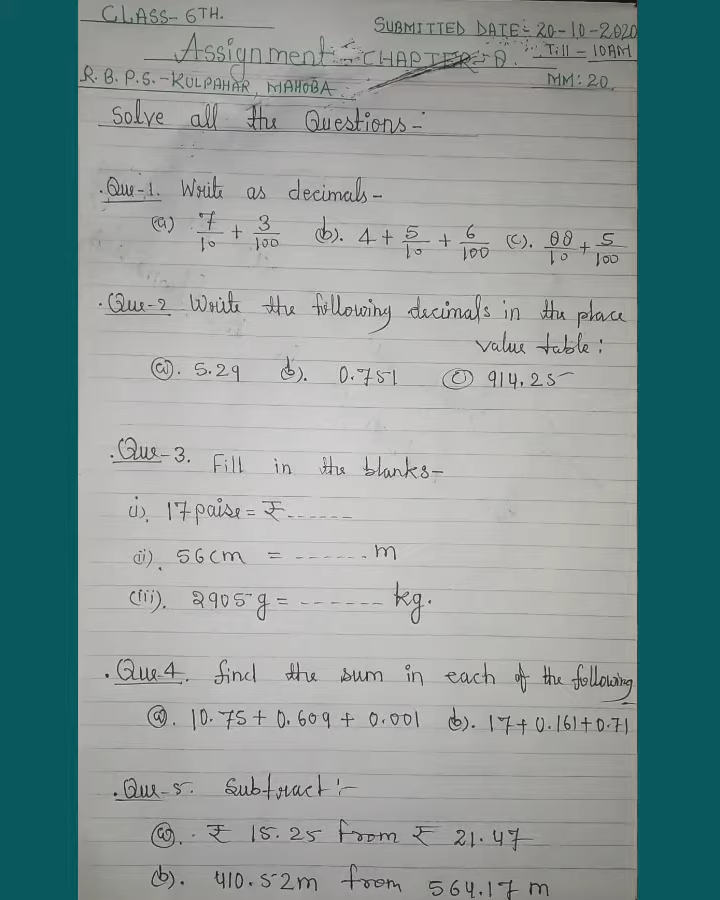 CLASS- 6TH.
SUBMITTED DATE:- 20-10-2020
Assignment:- CHAPTER-8. Till - 10AM
R.B.P.S.-KULPAHAR, MAHOBA MM: 20.
Solve all the Questions-
.Que-1. Write as decimals-
(a) 7/10 + 3/100 (b). 4 + 5/10 + 6/100 (c). 88/10 + 5/100
.Que-2 Write the following decimals in the place
value table:
(a). 5.29 (b). 0.751 (c) 914.25
.Que-3. Fill in the blanks-
(i). 17 paise = ₹ ------
(ii). 56cm = ------ m
(iii). 2905 g = ------ kg.
.Que-4. find the sum in each of the following
(a). 10.75 + 0.609 + 0.001 (b). 17 + 0.161 + 0.71
.Que-5. Subtract:-
(a). ₹ 15.25 from ₹ 21.47
(b). 410.52m from 564.17 m